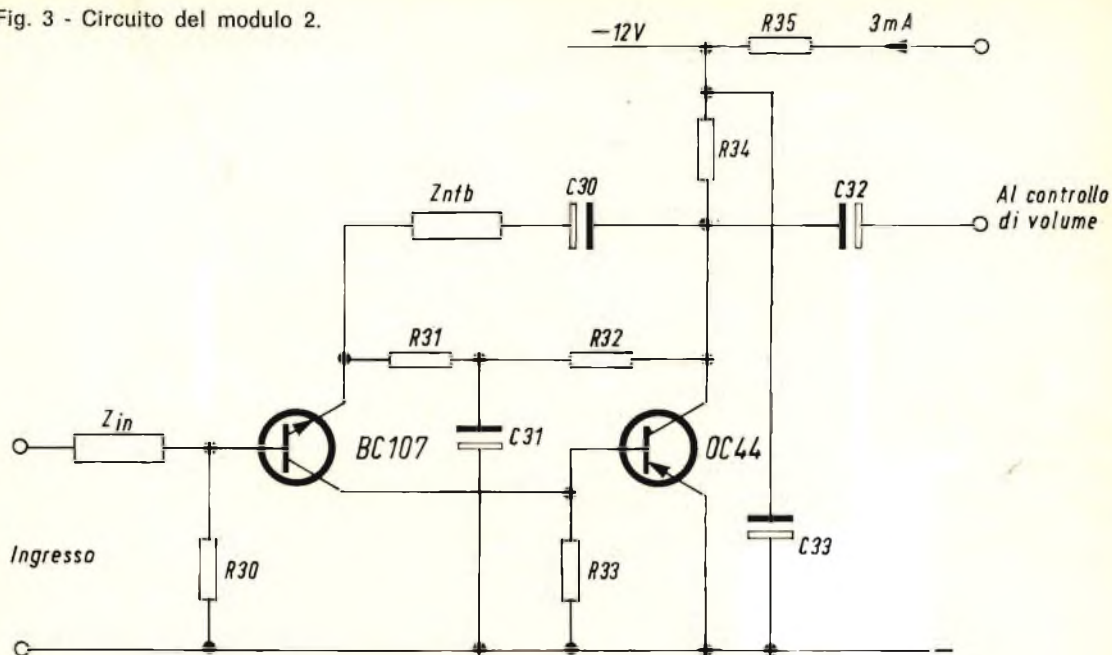 Fig. 3 - Circuito del modulo 2.
-12V
R35
3mA
R34
Znfb
C30
C32
Al controllo
di volume
R31
R32
Zin
BC107
C31
OC44
C33
Ingresso
R30
R33